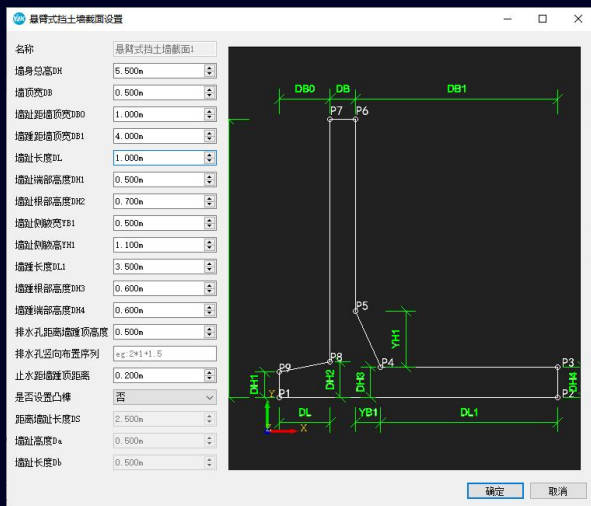 悬臂式挡土墙截面设置
名称 悬臂式挡土墙截面1
墙身总高DH 5.500m
墙顶宽DB 0.500m
墙趾距墙顶宽DB0 1.000m
墙踵距墙顶宽DB1 4.000m
墙趾长度DL 1.000m
墙趾端部高度DH1 0.500m
墙趾根部高度DH2 0.700m
墙趾侧腋宽YB1 0.500m
墙趾侧腋高YH1 1.100m
墙踵长度DL1 3.500m
墙踵根部高度DH3 0.600m
墙踵端部高度DH4 0.600m
排水孔距离墙踵顶高度 0.500m
排水孔竖向布置序列 eg:2*1+1.5
止水距墙踵顶距离 0.200m
是否设置凸榫 否
距离墙趾长度DS 2.500m
墙趾高度Da 0.500m
墙趾长度Db 0.500m
DB0 DB DB1
P7 P6
P5
YH1
P9 P8 P4 P3
DH1 DH2 DH3 DH4
Y P1 P2
DL YB1 DL1
X
确定 取消